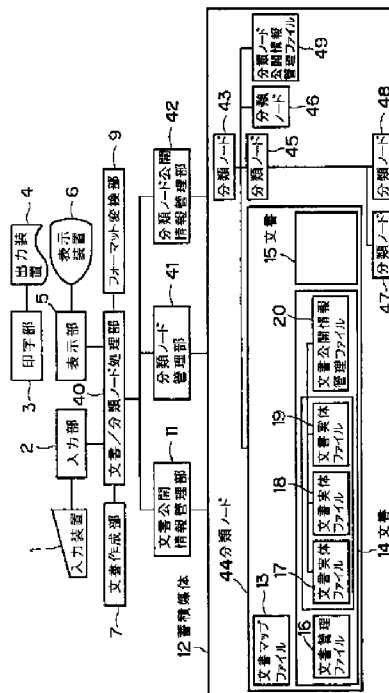 1
入力装置
2
入力部
3
印字部
4
出力装置
5
表示部
6
表示装置
7
文書作成部
40
文書／分類ノード処理部
9
フォーマット変換部
11
文書公開情報管理部
41
分類ノード管理部
42
分類ノード公開情報管理部
12蓄積媒体
43
分類ノード
44分類ノード
13
文書マップファイル
16
文書管理ファイル
17
文書実体ファイル
18
文書実体ファイル
19
文書実体ファイル
20
文書公開情報管理ファイル
14文書
15文書
45
分類ノード
46
分類ノード
49
分類ノード公開情報管理ファイル
47
分類ノード
48
分類ノード